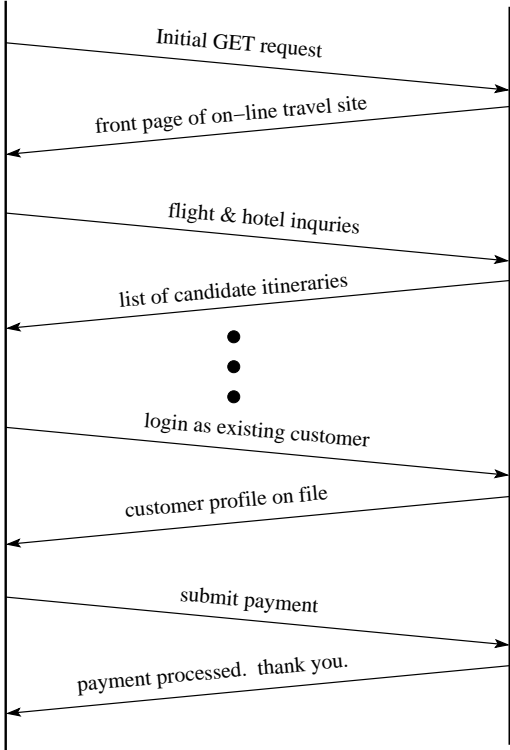 Initial GET request
front page of on−line travel site
flight & hotel inquries
list of candidate itineraries
login as existing customer
customer profile on file
submit payment
payment processed. thank you.